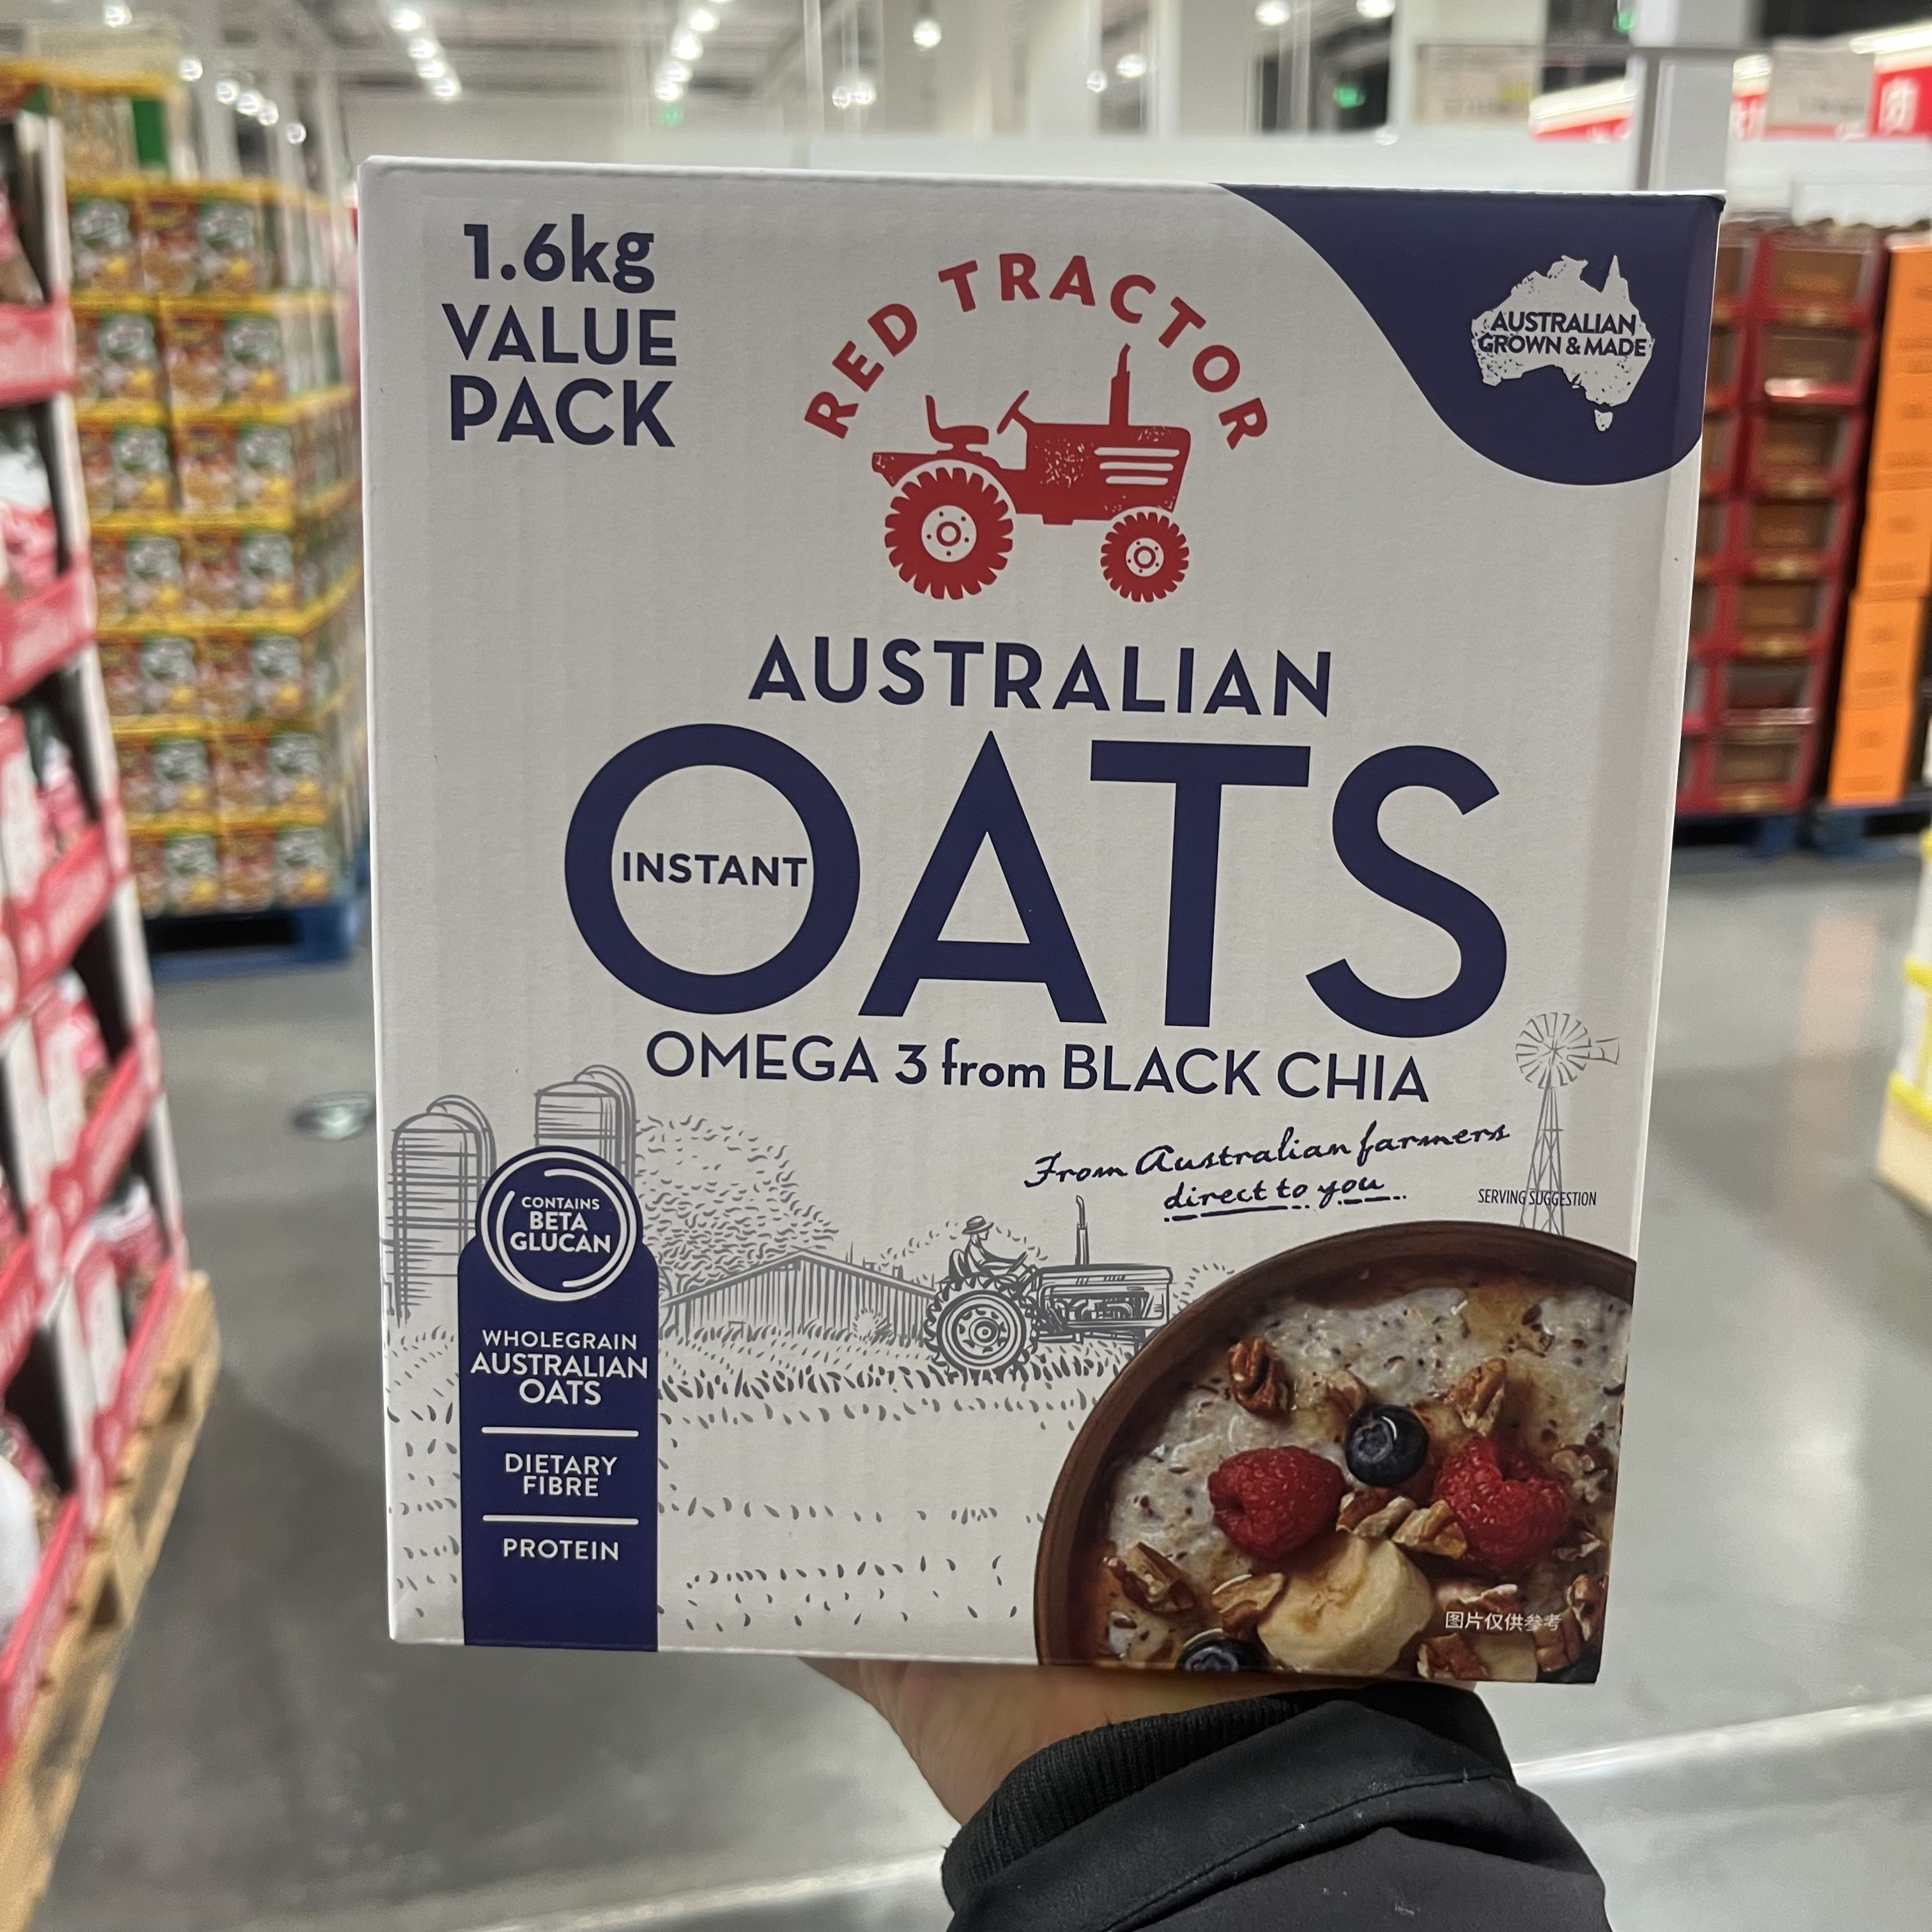 1.6kg
VALUE
PACK
RED TRACTOR
AUSTRALIAN
GROWN & MADE
AUSTRALIAN
OATS
INSTANT
OMEGA 3 from BLACK CHIA
From Australian farmers
direct to you
SERVING SUGGESTION
CONTAINS
BETA
GLUCAN
WHOLEGRAIN
AUSTRALIAN
OATS
DIETARY
FIBRE
PROTEIN
图片仅供参考